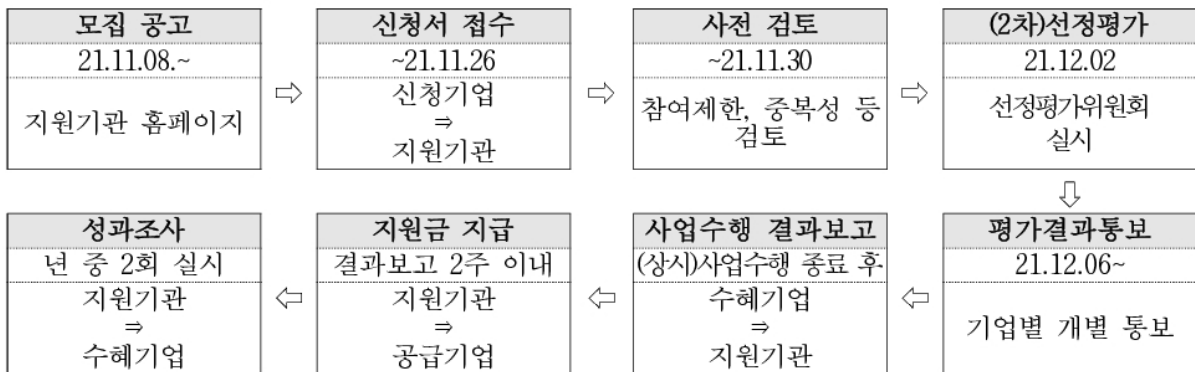 모집 공고
21.11.08.~
지원기관 홈페이지
⇨
신청서 접수
~21.11.26
신청기업
⇒
지원기관
⇨
사전 검토
~21.11.30
참여제한, 중복성 등
검토
⇨
(2차)선정평가
21.12.02
선정평가위원회
실시
⇩
평가결과통보
21.12.06~
기업별 개별 통보
⇦
사업수행 결과보고
(상시)사업수행 종료 후
수혜기업
⇒
지원기관
⇦
지원금 지급
결과보고 2주 이내
지원기관
⇒
공급기업
⇦
성과조사
년 중 2회 실시
지원기관
⇒
수혜기업